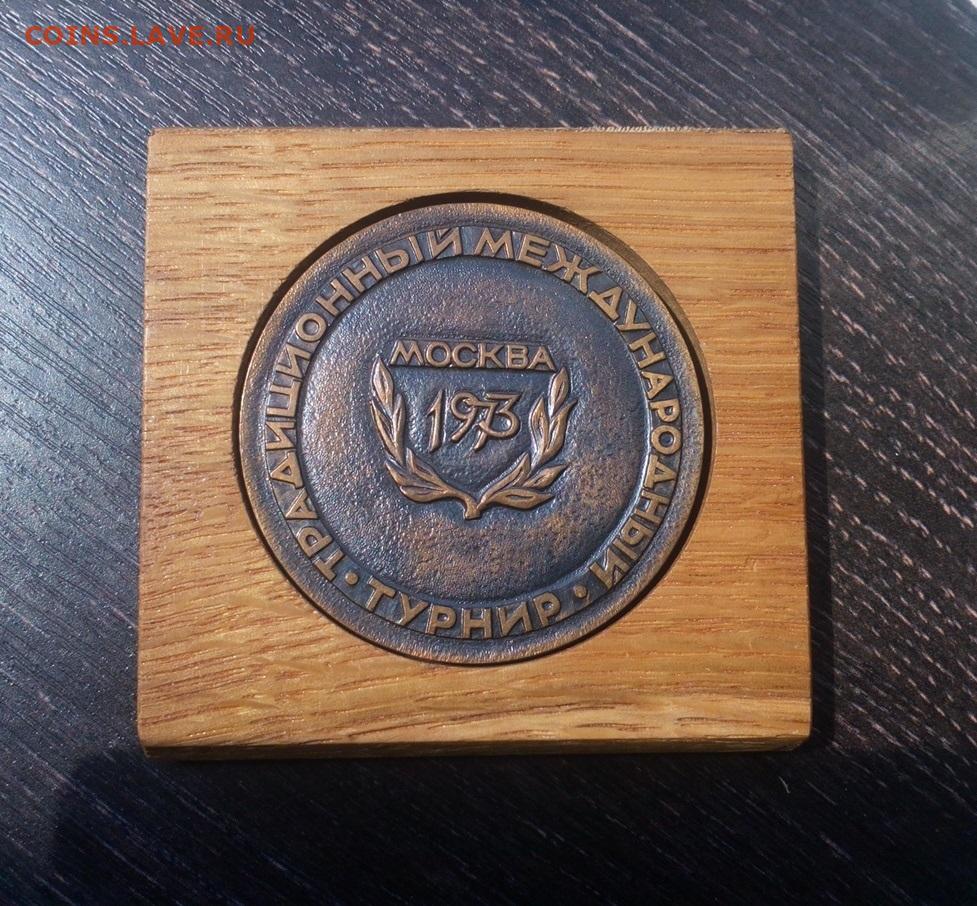 COINS.LAVE.RU
ТРАДИЦИОННЫЙ МЕЖДУНАРОДНЫЙ
МОСКВА
1973
• ТУРНИР •